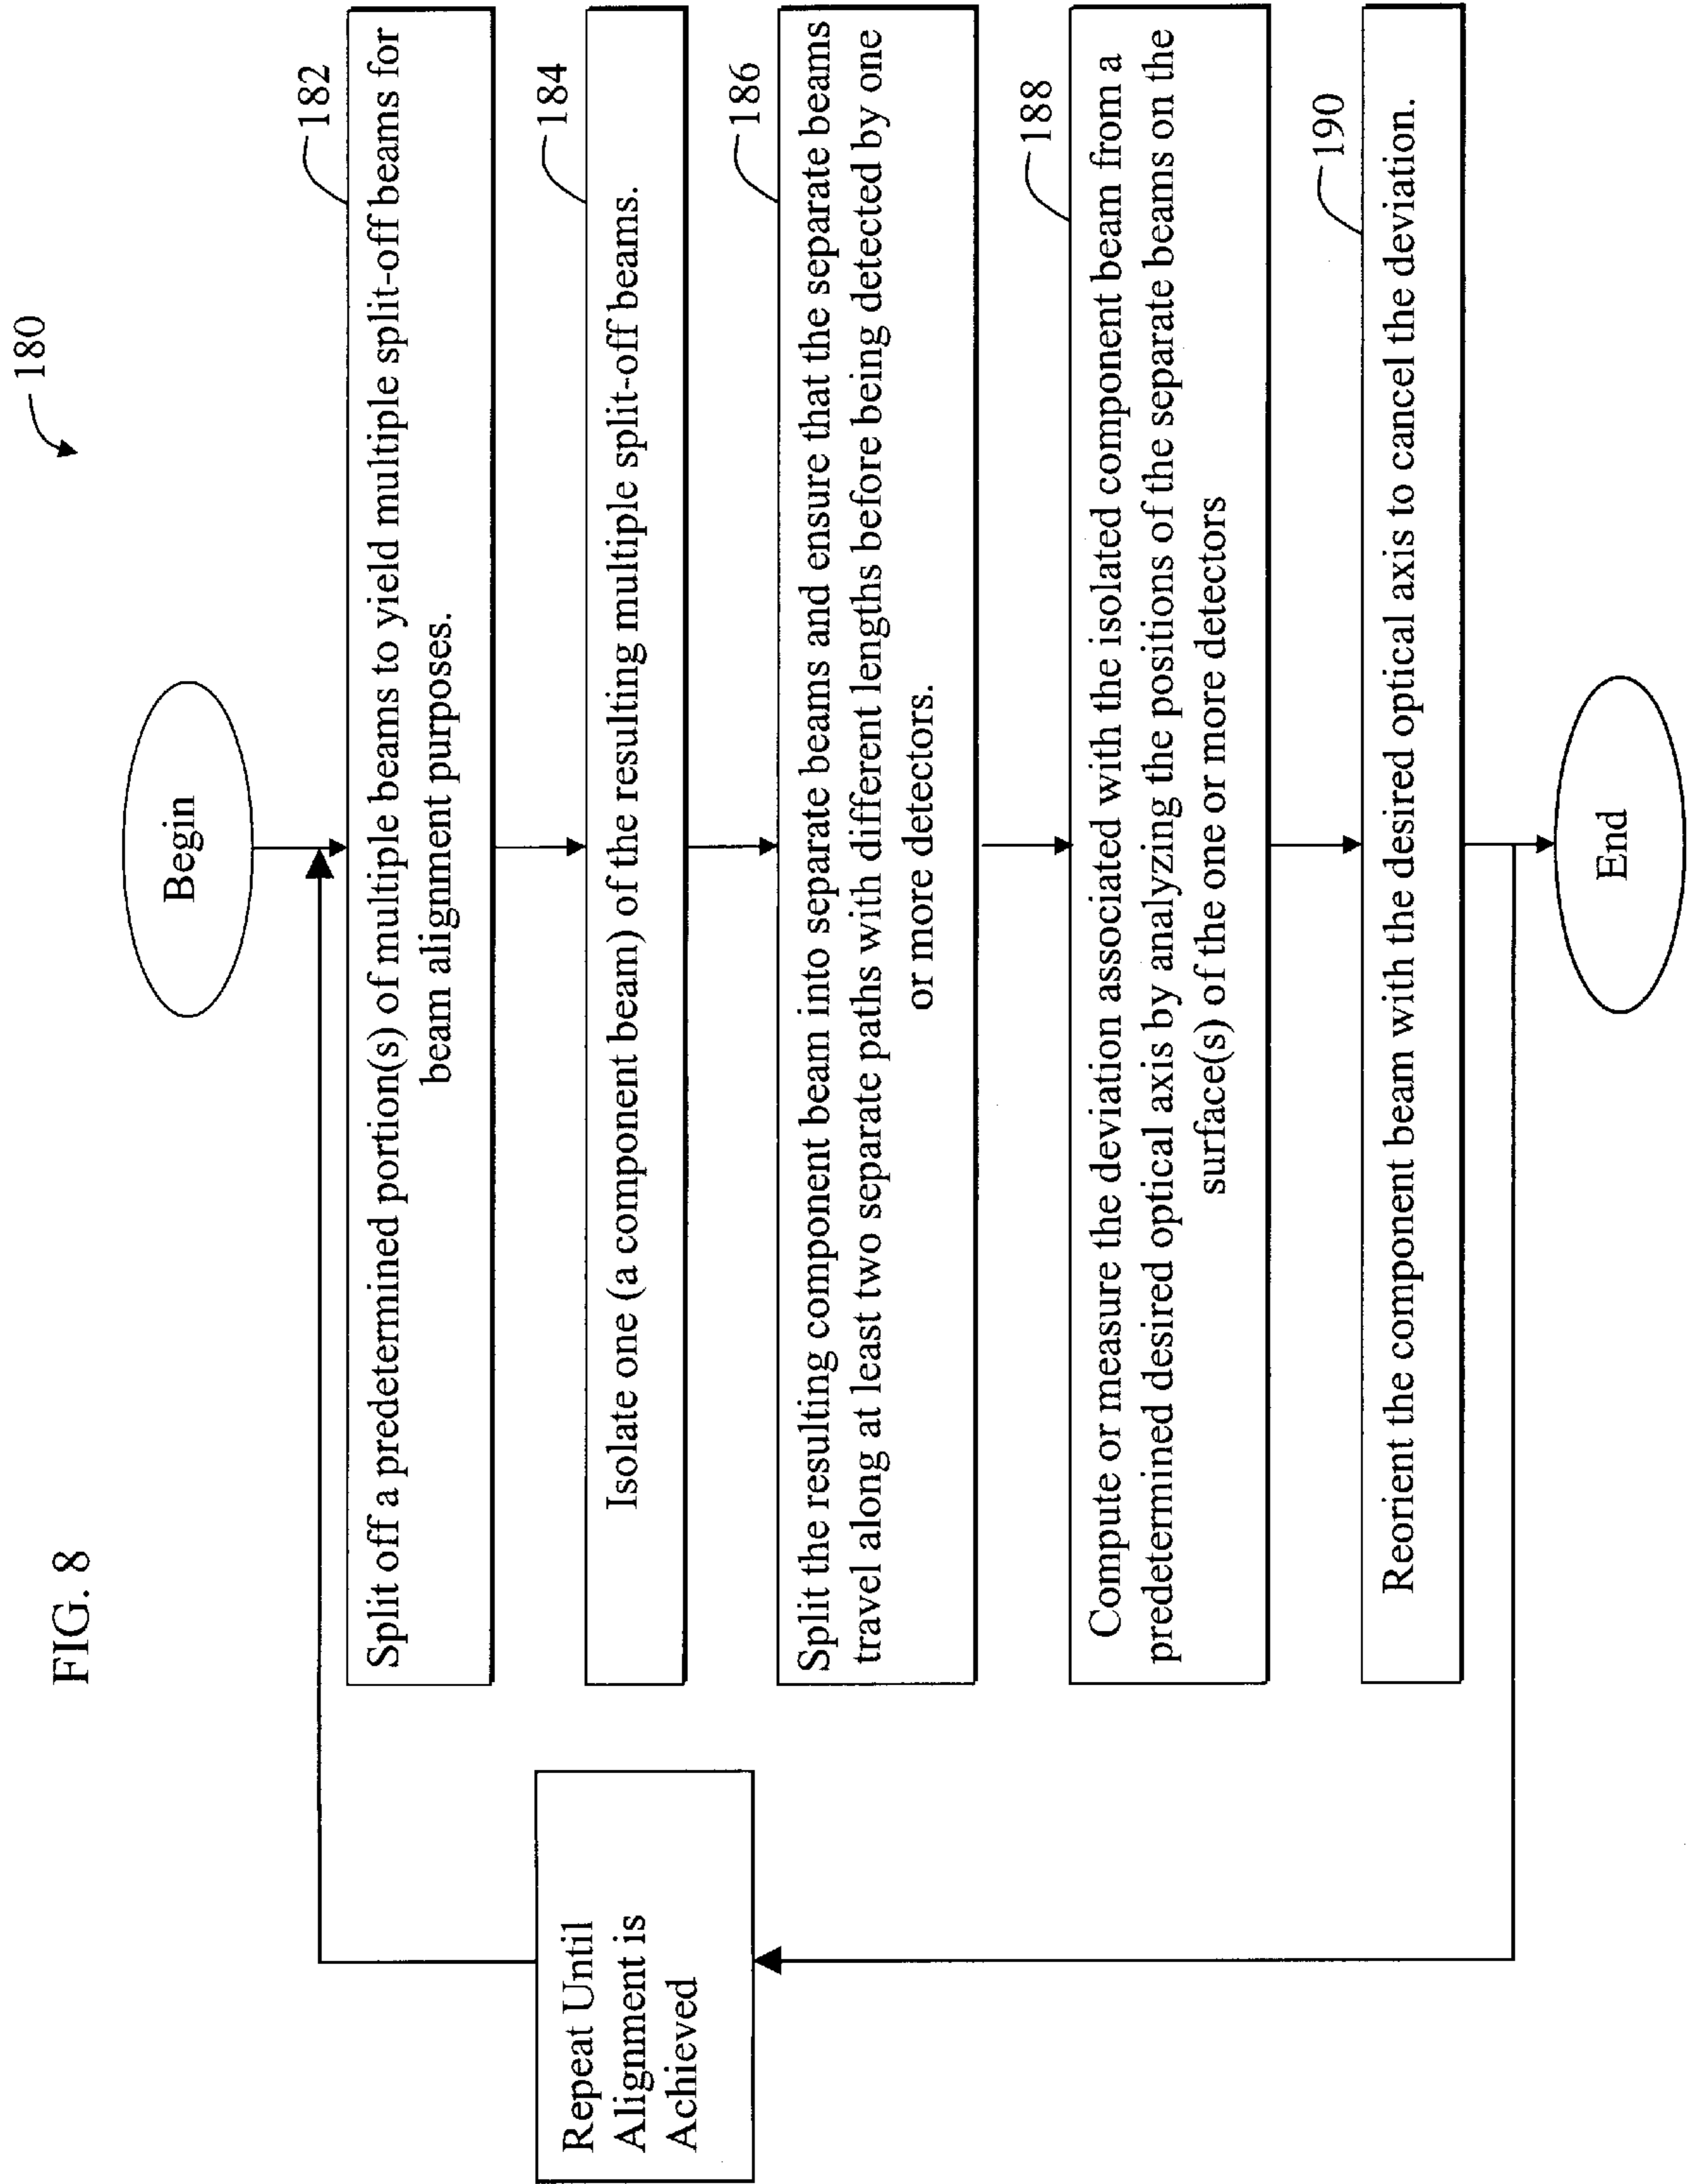 FIG. 8
180
Begin
182
Split off a predetermined portion(s) of multiple beams to yield multiple split-off beams for
beam alignment purposes.
184
Isolate one (a component beam) of the resulting multiple split-off beams.
186
Split the resulting component beam into separate beams and ensure that the separate beams
travel along at least two separate paths with different lengths before being detected by one
or more detectors.
188
Compute or measure the deviation associated with the isolated component beam from a
predetermined desired optical axis by analyzing the positions of the separate beams on the
surface(s) of the one or more detectors
190
Reorient the component beam with the desired optical axis to cancel the deviation.
Repeat Until
Alignment is
Achieved
End